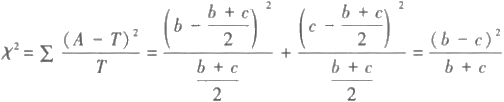 χ² = Σ (A - T)² / T = (b - (b + c) / 2)² / ((b + c) / 2) + (c - (b + c) / 2)² / ((b + c) / 2) = (b - c)² / (b + c)